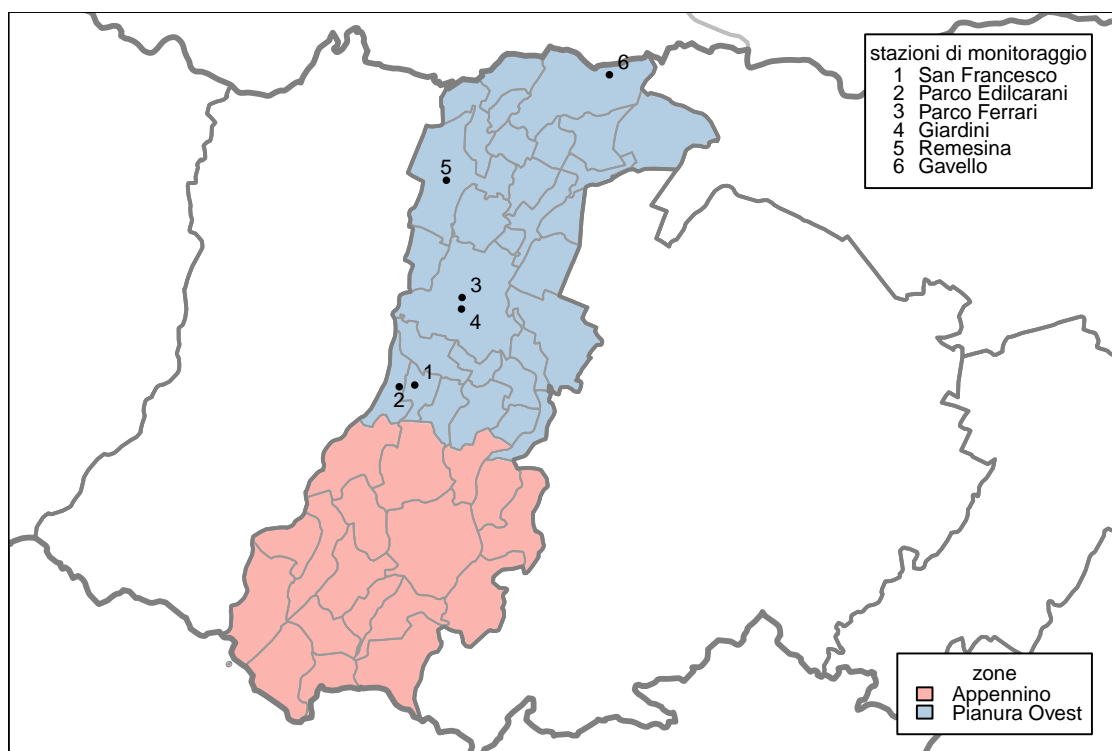 stazioni di monitoraggio
1 San Francesco
2 Parco Edilcarani
3 Parco Ferrari
4 Giardini
5 Remesina
6 Gavello
6
5
3
4
1
2
zone
Appennino
Pianura Ovest